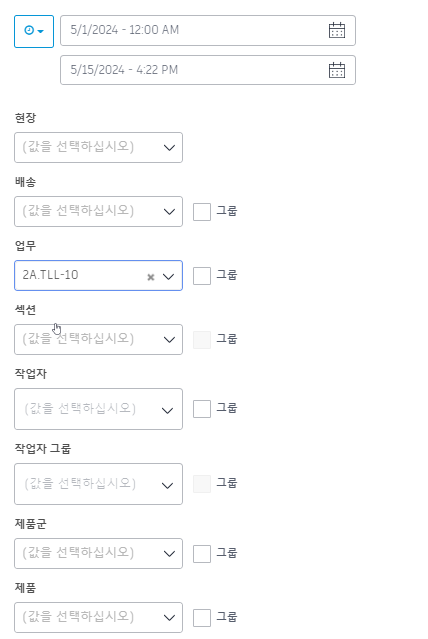 5/1/2024 - 12:00 AM
5/15/2024 - 4:22 PM
현장
(값을 선택하십시오)
배송
(값을 선택하십시오) 그룹
업무
2A.TLL-10 그룹
섹션
(값을 선택하십시오) 그룹
작업자
(값을 선택하십시오) 그룹
작업자 그룹
(값을 선택하십시오) 그룹
제품군
(값을 선택하십시오) 그룹
제품
(값을 선택하십시오) 그룹